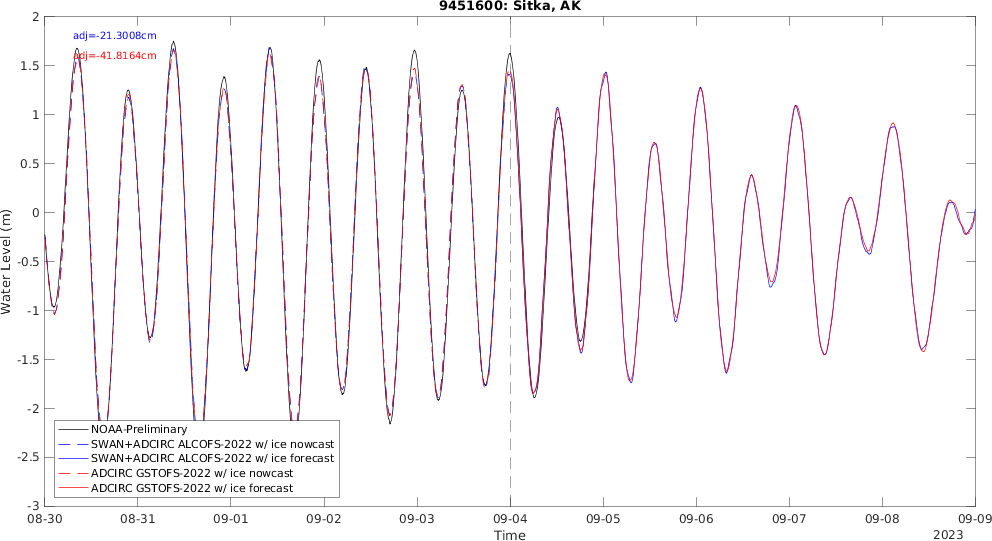 9451600: Sitka, AK
adj=-21.3008cm
adj=-41.8164cm
2
1.5
1
0.5
0
-0.5
-1
-1.5
-2
-2.5
-3
Water Level (m)
NOAA-Preliminary
SWAN+ADCIRC ALCOFS-2022 w/ ice nowcast
SWAN+ADCIRC ALCOFS-2022 w/ ice forecast
ADCIRC GSTOFS-2022 w/ ice nowcast
ADCIRC GSTOFS-2022 w/ ice forecast
08-30 08-31 09-01 09-02 09-03 09-04 09-05 09-06 09-07 09-08 09-09
Time
2023